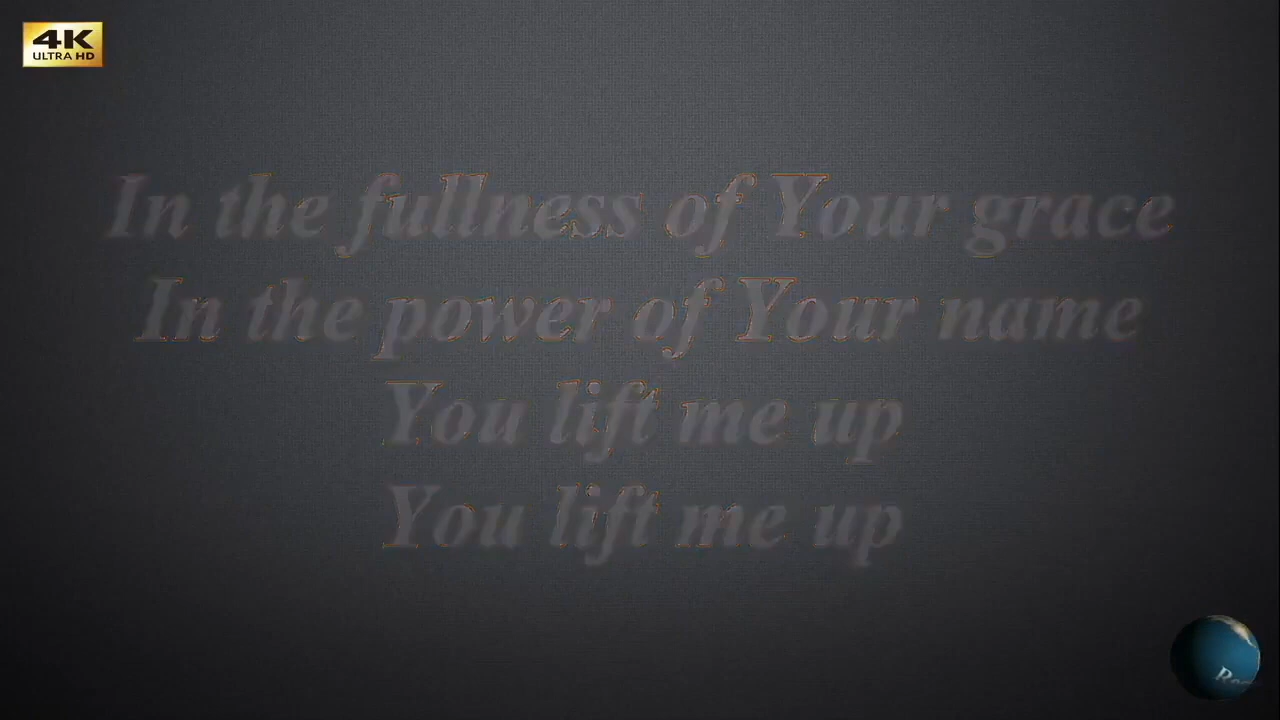 4K
ULTRA HD
In the fullness of Your grace
In the power of Your name
You lift me up
You lift me up